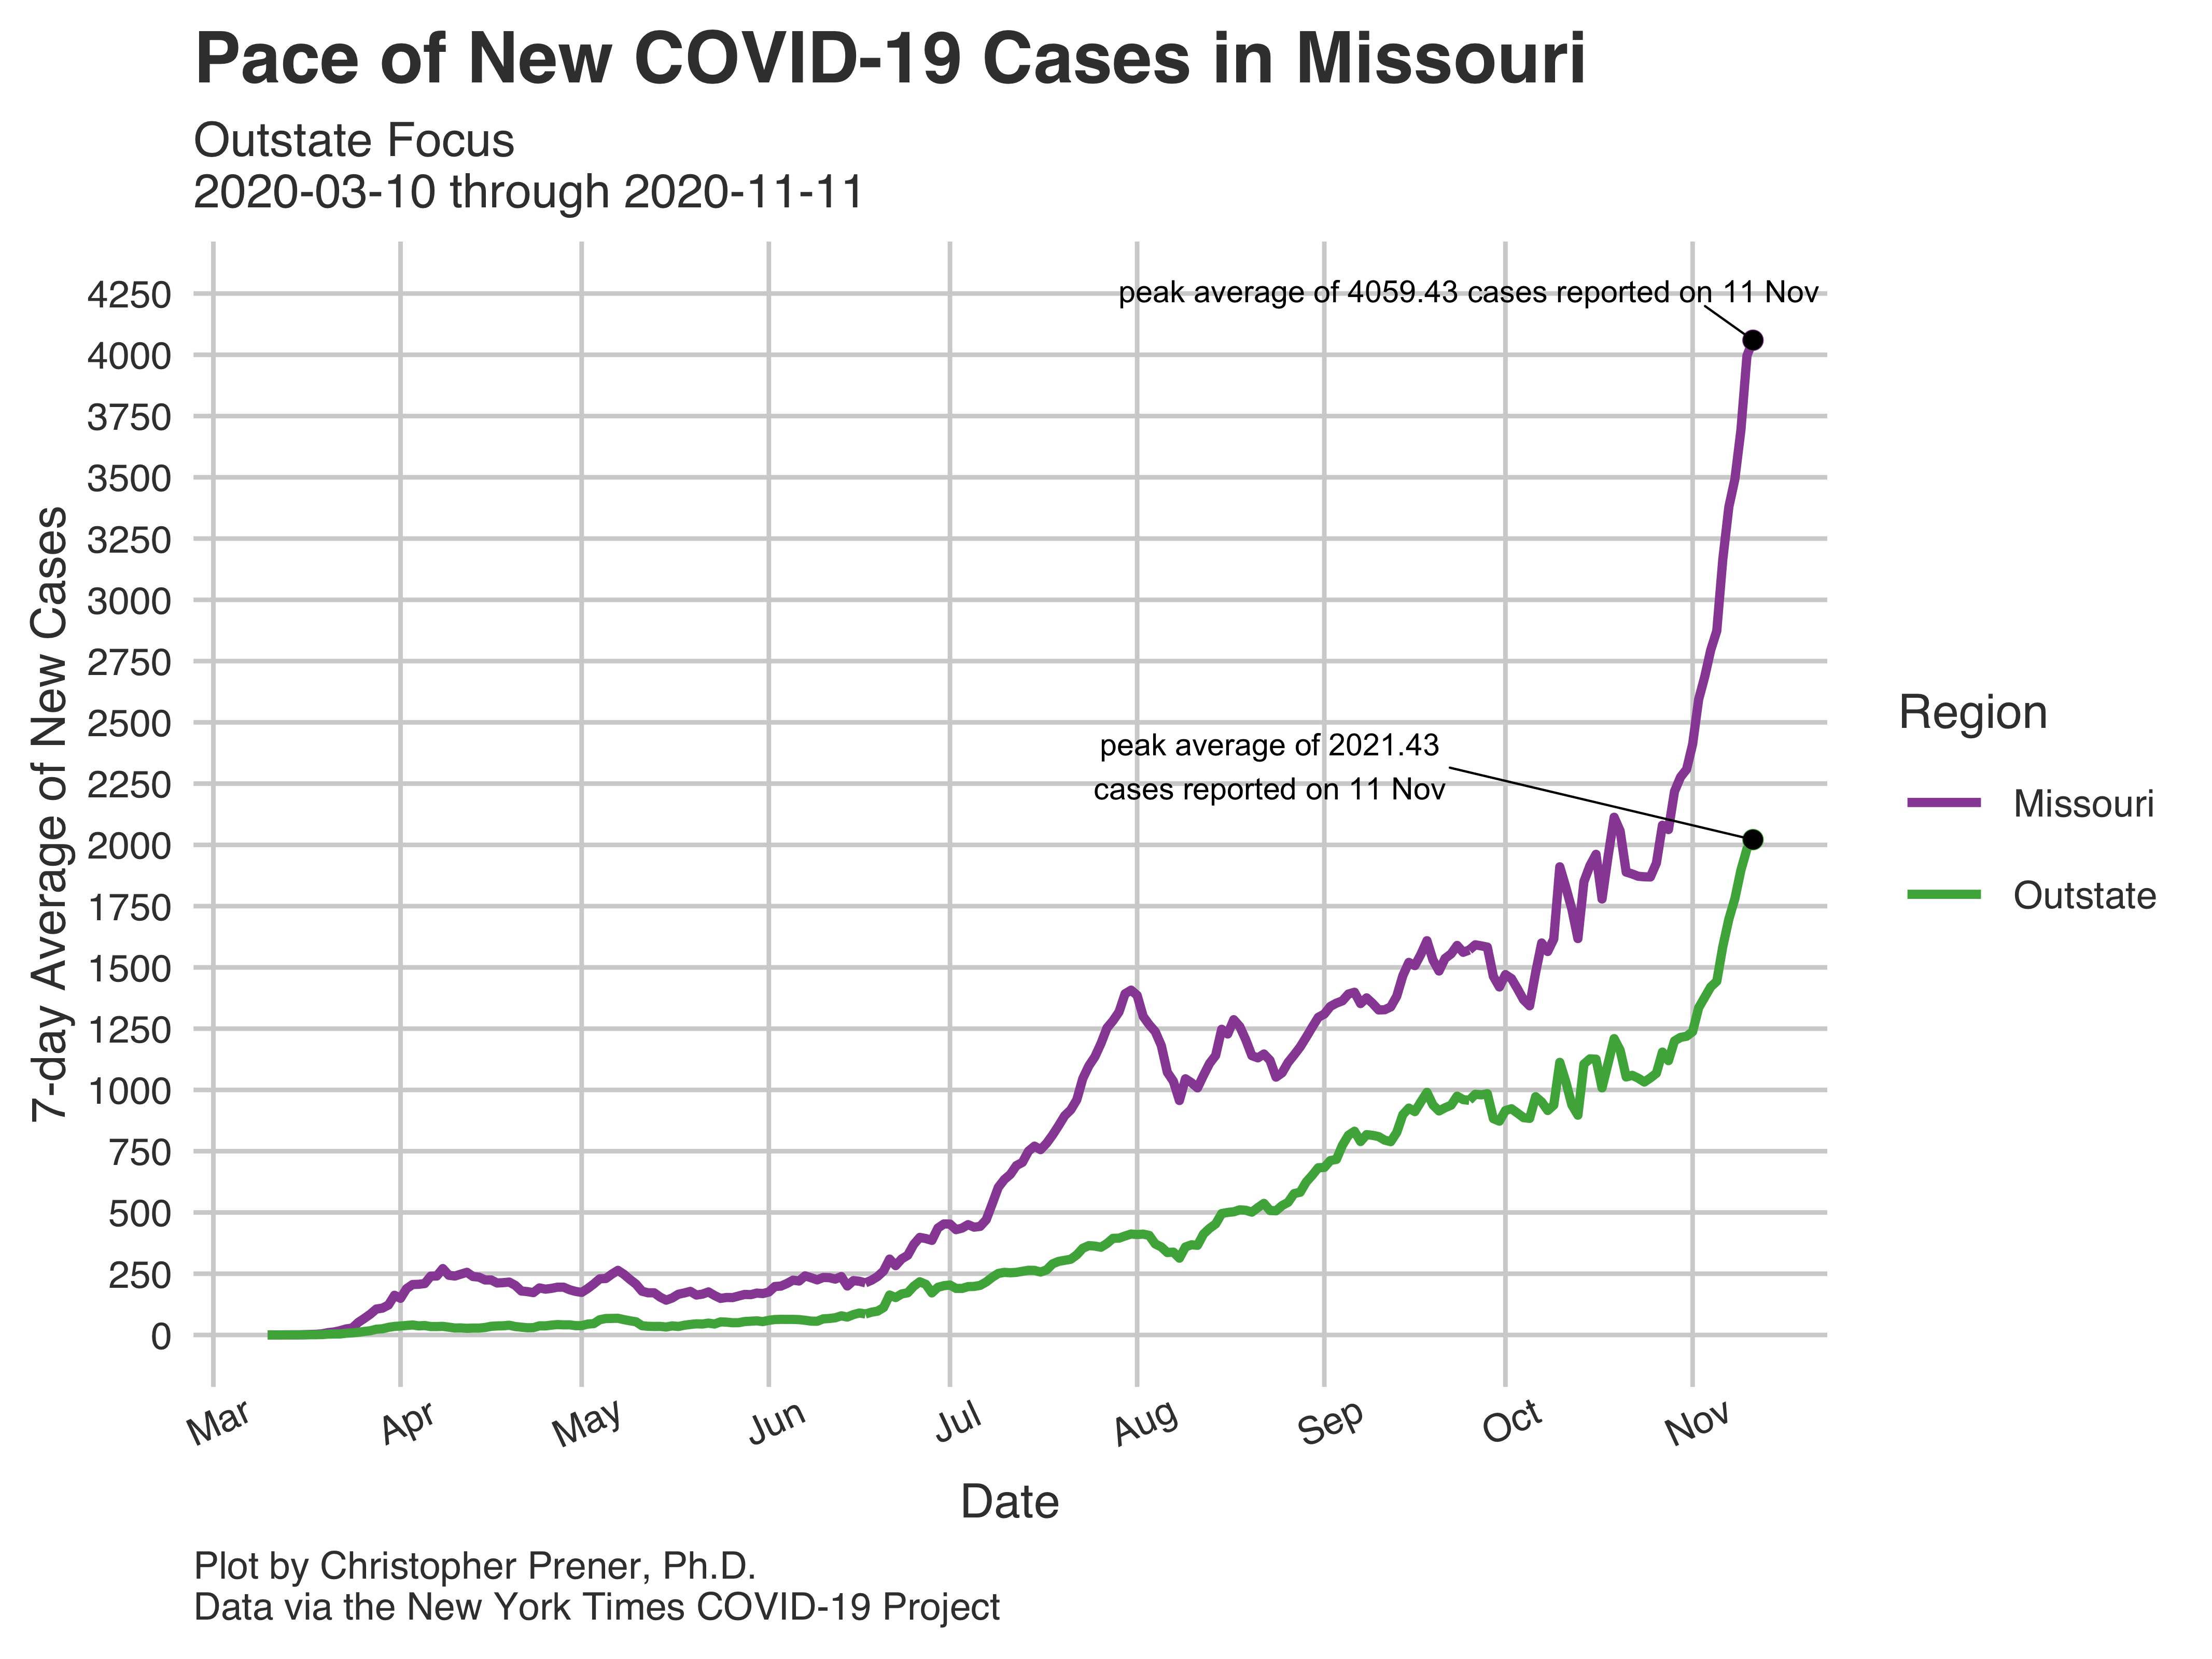 Pace of New COVID-19 Cases in Missouri
Outstate Focus
2020-03-10 through 2020-11-11
peak average of 4059.43 cases reported on 11 Nov
peak average of 2021.43
cases reported on 11 Nov
7-day Average of New Cases
4250
4000
3750
3500
3250
3000
2750
2500
2250
2000
1750
1500
1250
1000
750
500
250
0
Mar
Apr
May
Jun
Jul
Aug
Sep
Oct
Nov
Date
Region
Missouri
Outstate
Plot by Christopher Prener, Ph.D.
Data via the New York Times COVID-19 Project